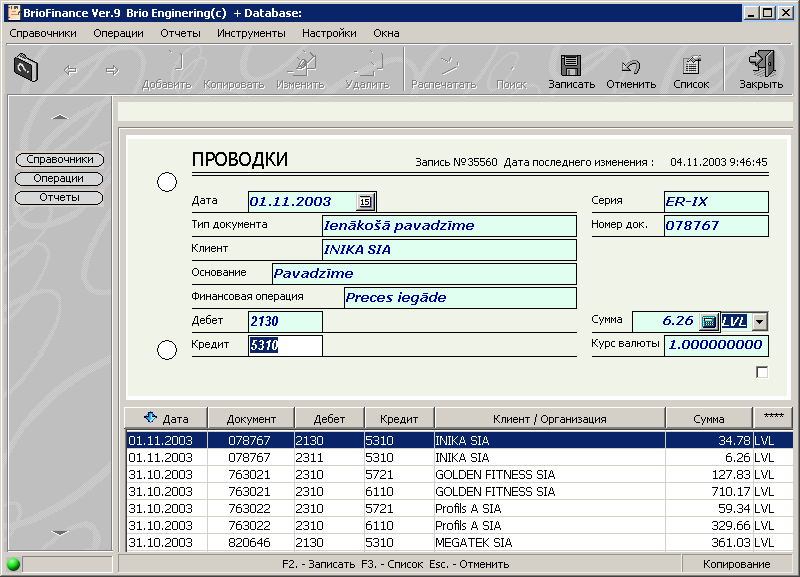 BrioFinance Ver.9 Brio Enginering(c) + Database:
Справочники Операции Отчеты Инструменты Настройки Окна
Добавить Копировать Изменить Удалить Распечатать Поиск Записать Отменить Список Закрыть
Справочники
Операции
Отчеты
ПРОВОДКИ Запись №35560 Дата последнего изменения : 04.11.2003 9:46:45
Дата 01.11.2003 15 Серия ER-IX
Тип документа Ienākošā pavadzīme Номер док. 078767
Клиент INIKA SIA
Основание Pavadzīme
Финансовая операция Preces iegāde
Дебет 2130 Сумма 6.26 LVL
Кредит 5310 Курс валюты 1.000000000
Дата Документ Дебет Кредит Клиент / Организация Сумма ****
01.11.2003 078767 2130 5310 INIKA SIA 34.78 LVL
01.11.2003 078767 2311 5310 INIKA SIA 6.26 LVL
31.10.2003 763021 2310 5721 GOLDEN FITNESS SIA 127.83 LVL
31.10.2003 763021 2310 6110 GOLDEN FITNESS SIA 710.17 LVL
31.10.2003 763022 2310 5721 Profils A SIA 59.34 LVL
31.10.2003 763022 2310 6110 Profils A SIA 329.66 LVL
31.10.2003 820646 2130 5310 MEGATEK SIA 361.03 LVL
F2. - Записать F3. - Список Esc. - Отменить Копирование